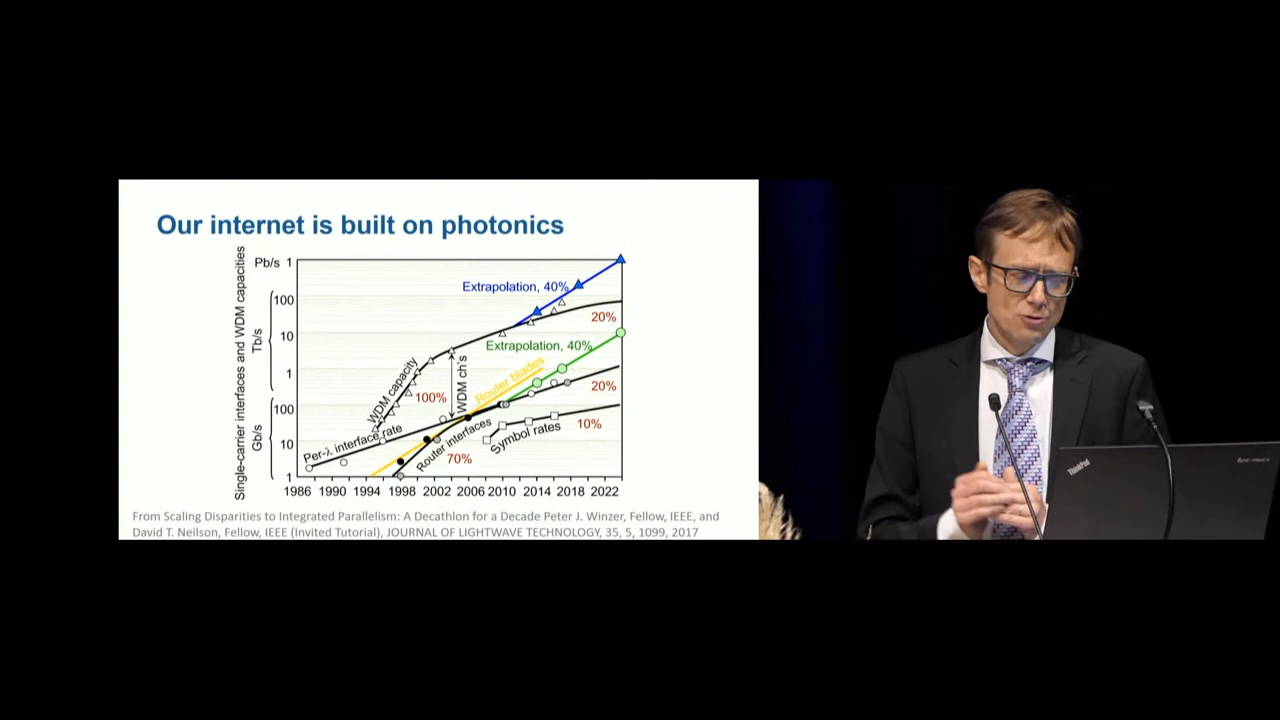 Our internet is built on photonics
Single-carrier interfaces and WDM capacities
Pb/s 1
Tb/s
100
10
1
Gb/s
100
10
1
Extrapolation, 40%
20%
Extrapolation, 40%
WDM capacity
100%
WDM ch's
Router blades
20%
Per-λ interface rate
Router interfaces
70%
Symbol rates
10%
1986 1990 1994 1998 2002 2006 2010 2014 2018 2022
From Scaling Disparities to Integrated Parallelism: A Decathlon for a Decade Peter J. Winzer, Fellow, IEEE, and
David T. Neilson, Fellow, IEEE (Invited Tutorial), JOURNAL OF LIGHTWAVE TECHNOLOGY, 35, 5, 1099, 2017
ThinkPad